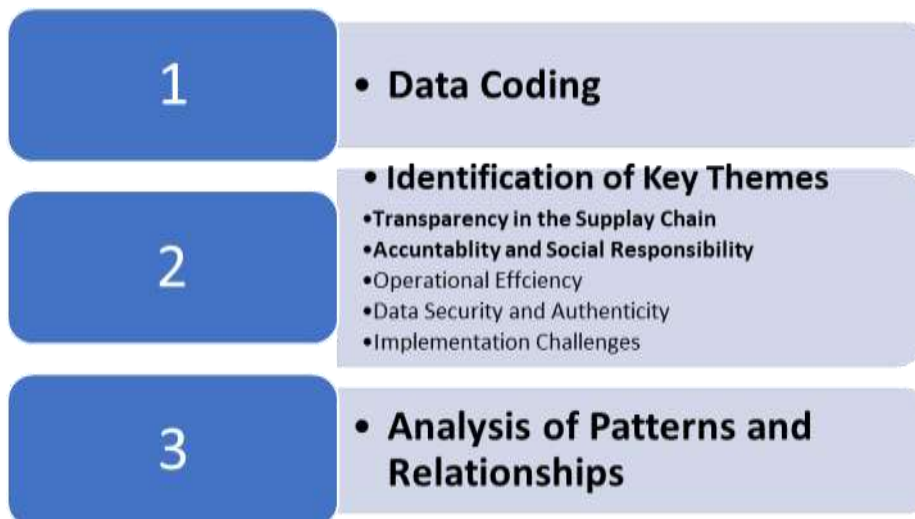 1
• Data Coding
2
• Identification of Key Themes
•Transparency in the Supplay Chain
•Accuntablity and Social Responsibility
•Operational Effciency
•Data Security and Authenticity
•Implementation Challenges
3
• Analysis of Patterns and
Relationships